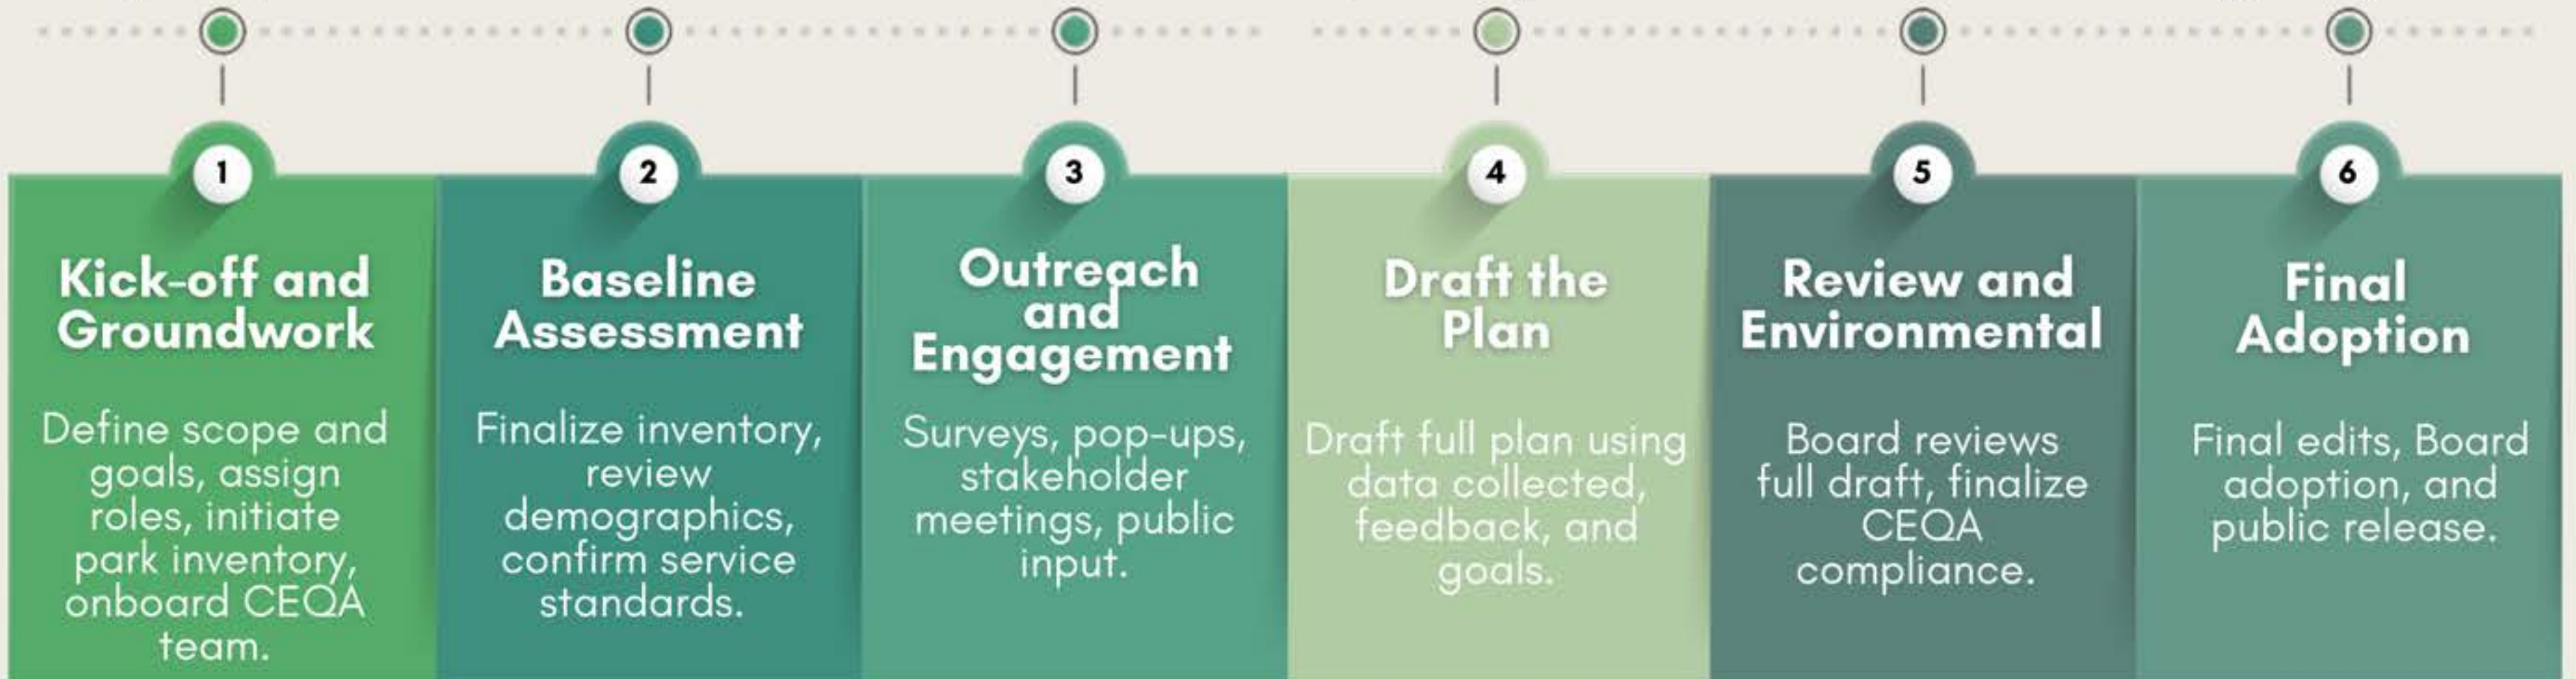 1
Kick-off and
Groundwork
Define scope and
goals, assign
roles, initiate
park inventory,
onboard CEQA
team.
2
Baseline
Assessment
Finalize inventory,
review
demographics,
confirm service
standards.
3
Outreach
and
Engagement
Surveys, pop-ups,
stakeholder
meetings, public
input.
4
Draft the
Plan
Draft full plan using
data collected,
feedback, and
goals.
5
Review and
Environmental
Board reviews
full draft, finalize
CEQA
compliance.
6
Final
Adoption
Final edits, Board
adoption, and
public release.